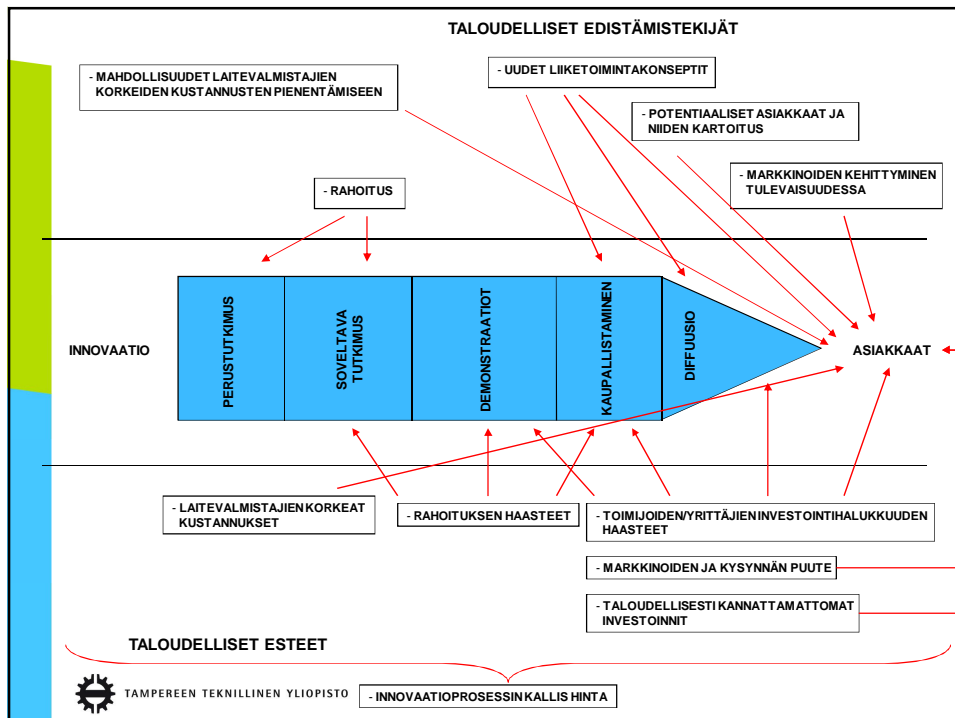 TALOUDELLISET EDISTÄMISTEKIJÄT
- MAHDOLLISUUDET LAITEVALMISTAJIEN
KORKEIDEN KUSTANNUSTEN PIENENTÄMISEEN
- UUDET LIIKETOIMINTAKONSEPTIT
- POTENTIAALISET ASIAKKAAT JA
NIIDEN KARTOITUS
- MARKKINOIDEN KEHITTYMINEN
TULEVAISUUDESSA
- RAHOITUS
INNOVAATIO
PERUSTUTKIMUS
SOVELTAVA
TUTKIMUS
DEMONSTRAATIOT
KAUPALLISTAMINEN
DIFFUUSIO
ASIAKKAAT
- LAITEVALMISTAJIEN KORKEAT
KUSTANNUKSET
- RAHOITUKSEN HAASTEET
- TOIMIJOIDEN/YRITTÄJIEN INVESTOINTIHALUKKUUDEN
HAASTEET
- MARKKINOIDEN JA KYSYNNÄN PUUTE
- TALOUDELLISESTI KANNATTAMATTOMAT
INVESTOINNIT
TALOUDELLISET ESTEET
TAMPEREEN TEKNILLINEN YLIOPISTO
- INNOVAATIOPROSESSIN KALLIS HINTA